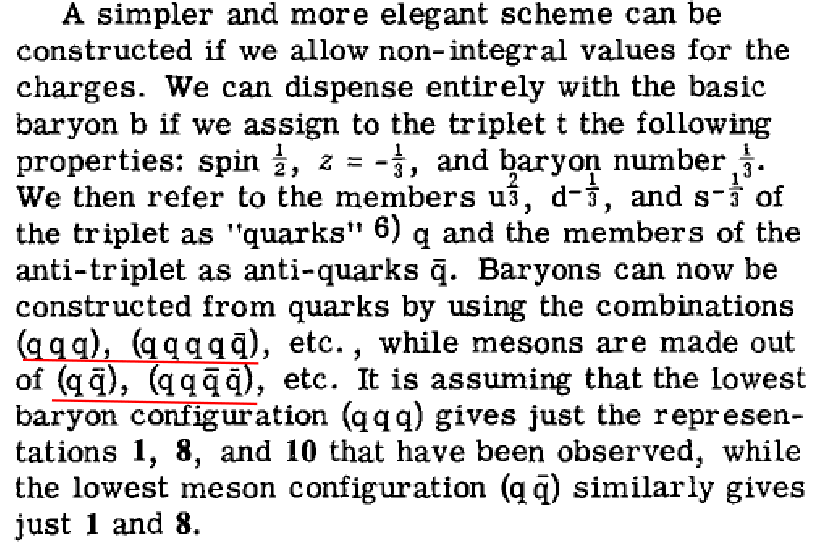 A simpler and more elegant scheme can be
constructed if we allow non-integral values for the
charges. We can dispense entirely with the basic
baryon b if we assign to the triplet t the following
properties: spin ½, z = -⅓, and baryon number ⅓.
We then refer to the members u⅔, d-⅓, and s-⅓ of
the triplet as "quarks" 6) q and the members of the
anti-triplet as anti-quarks q̄. Baryons can now be
constructed from quarks by using the combinations
(q q q), (q q q q q̄), etc., while mesons are made out
of (q q̄), (q q q̄ q̄), etc. It is assuming that the lowest
baryon configuration (q q q) gives just the represen-
tations 1, 8, and 10 that have been observed, while
the lowest meson configuration (q q̄) similarly gives
just 1 and 8.